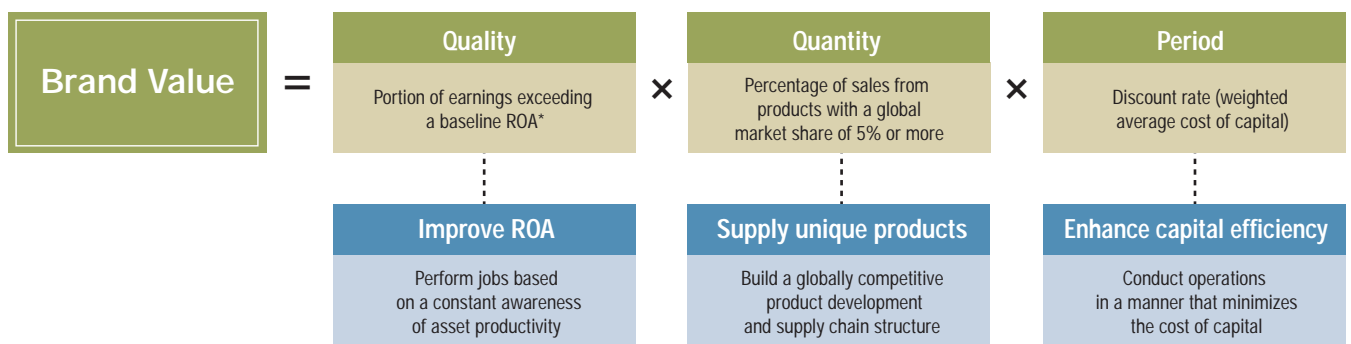 Brand Value
=
Quality
Portion of earnings exceeding
a baseline ROA*
×
Quantity
Percentage of sales from
products with a global
market share of 5% or more
×
Period
Discount rate (weighted
average cost of capital)
Improve ROA
Perform jobs based
on a constant awareness
of asset productivity
Supply unique products
Build a globally competitive
product development
and supply chain structure
Enhance capital efficiency
Conduct operations
in a manner that minimizes
the cost of capital